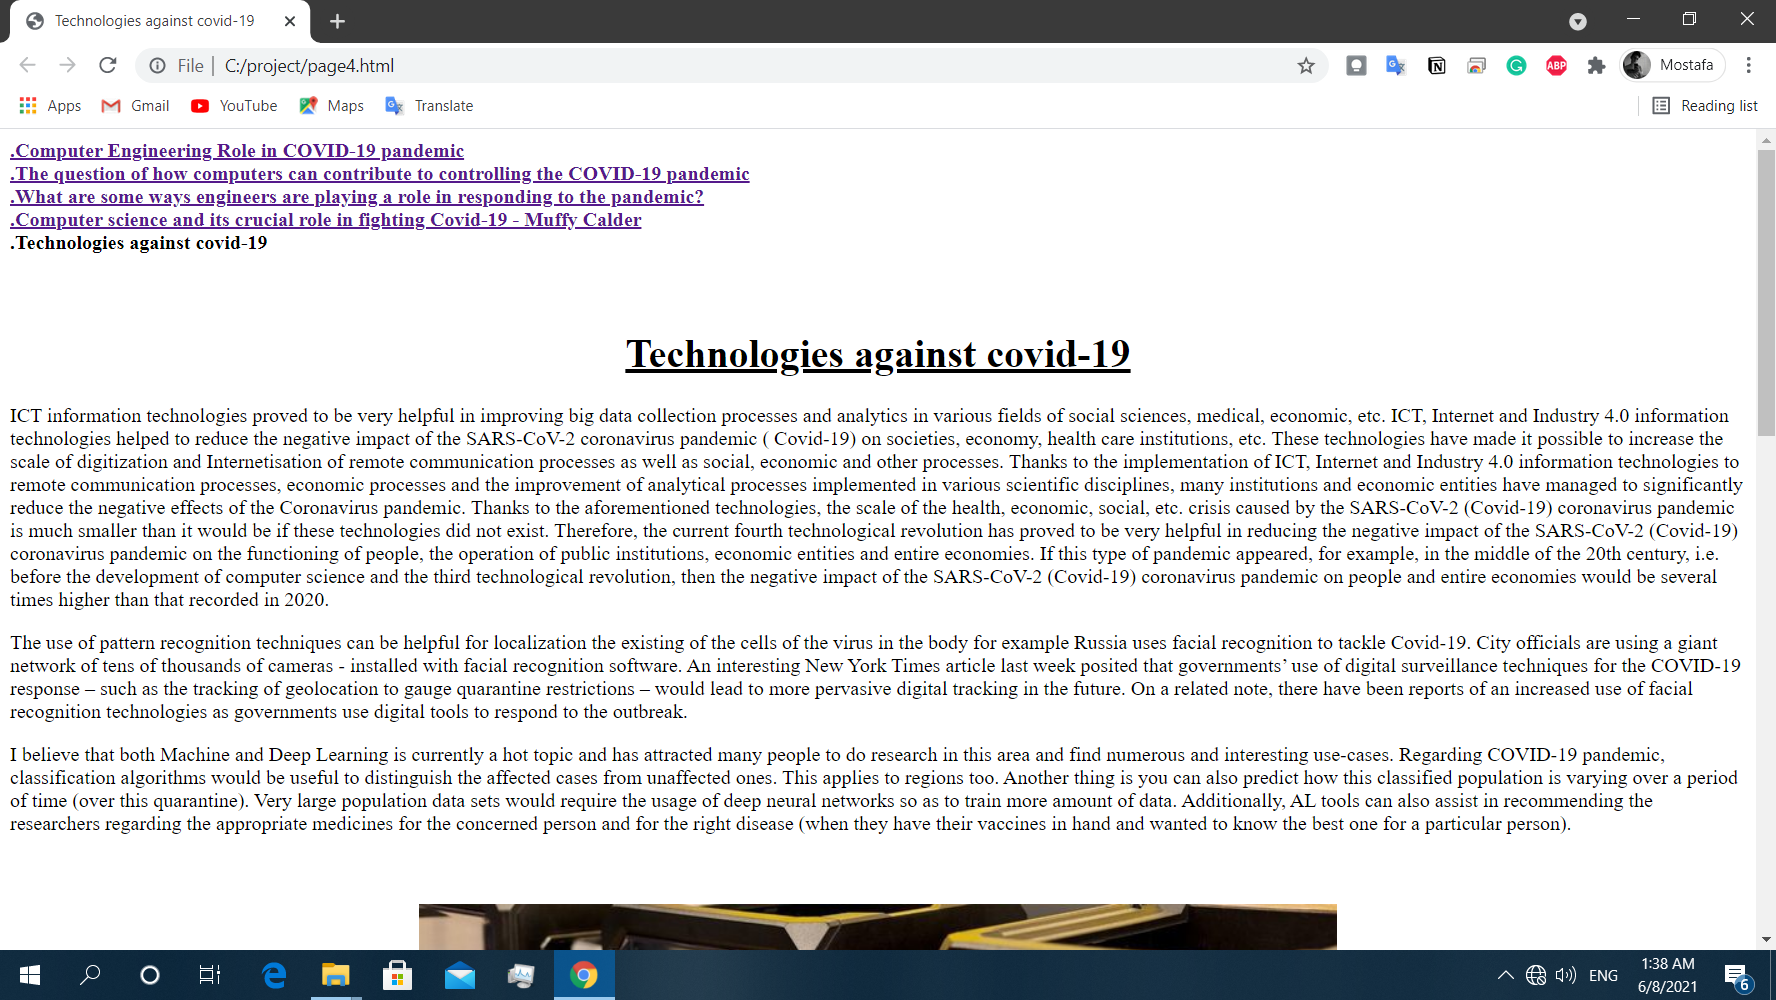 Technologies against covid-19
File | C:/project/page4.html
Mostafa
Apps Gmail YouTube Maps Translate Reading list
.Computer Engineering Role in COVID-19 pandemic
.The question of how computers can contribute to controlling the COVID-19 pandemic
.What are some ways engineers are playing a role in responding to the pandemic?
.Computer science and its crucial role in fighting Covid-19 - Muffy Calder
.Technologies against covid-19
Technologies against covid-19
ICT information technologies proved to be very helpful in improving big data collection processes and analytics in various fields of social sciences, medical, economic, etc. ICT, Internet and Industry 4.0 information
technologies helped to reduce the negative impact of the SARS-CoV-2 coronavirus pandemic ( Covid-19) on societies, economy, health care institutions, etc. These technologies have made it possible to increase the
scale of digitization and Internetisation of remote communication processes as well as social, economic and other processes. Thanks to the implementation of ICT, Internet and Industry 4.0 information technologies to
remote communication processes, economic processes and the improvement of analytical processes implemented in various scientific disciplines, many institutions and economic entities have managed to significantly
reduce the negative effects of the Coronavirus pandemic. Thanks to the aforementioned technologies, the scale of the health, economic, social, etc. crisis caused by the SARS-CoV-2 (Covid-19) coronavirus pandemic
is much smaller than it would be if these technologies did not exist. Therefore, the current fourth technological revolution has proved to be very helpful in reducing the negative impact of the SARS-CoV-2 (Covid-19)
coronavirus pandemic on the functioning of people, the operation of public institutions, economic entities and entire economies. If this type of pandemic appeared, for example, in the middle of the 20th century, i.e.
before the development of computer science and the third technological revolution, then the negative impact of the SARS-CoV-2 (Covid-19) coronavirus pandemic on people and entire economies would be several
times higher than that recorded in 2020.
The use of pattern recognition techniques can be helpful for localization the existing of the cells of the virus in the body for example Russia uses facial recognition to tackle Covid-19. City officials are using a giant
network of tens of thousands of cameras - installed with facial recognition software. An interesting New York Times article last week posited that governments’ use of digital surveillance techniques for the COVID-19
response – such as the tracking of geolocation to gauge quarantine restrictions – would lead to more pervasive digital tracking in the future. On a related note, there have been reports of an increased use of facial
recognition technologies as governments use digital tools to respond to the outbreak.
I believe that both Machine and Deep Learning is currently a hot topic and has attracted many people to do research in this area and find numerous and interesting use-cases. Regarding COVID-19 pandemic,
classification algorithms would be useful to distinguish the affected cases from unaffected ones. This applies to regions too. Another thing is you can also predict how this classified population is varying over a period
of time (over this quarantine). Very large population data sets would require the usage of deep neural networks so as to train more amount of data. Additionally, AL tools can also assist in recommending the
researchers regarding the appropriate medicines for the concerned person and for the right disease (when they have their vaccines in hand and wanted to know the best one for a particular person).
ENG
1:38 AM
6/8/2021
6